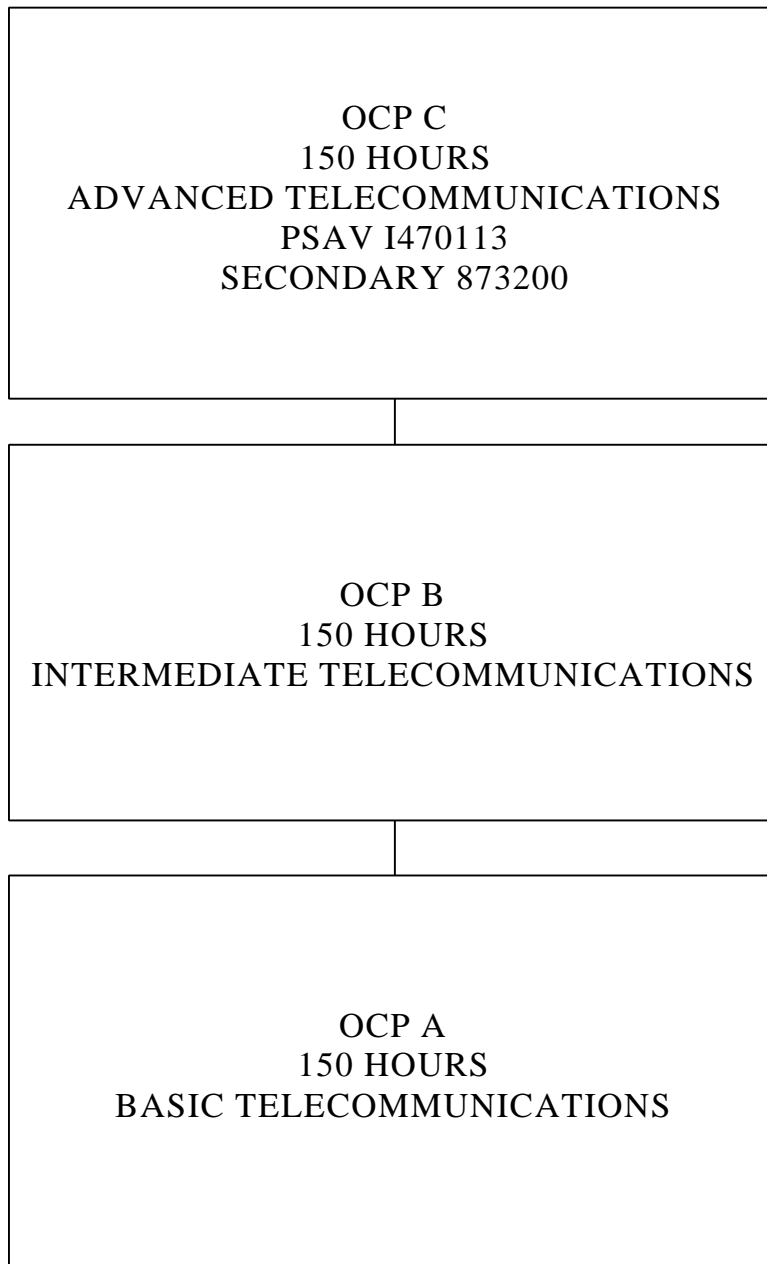 OCP C
150 HOURS
ADVANCED TELECOMMUNICATIONS
PSAV I470113
SECONDARY 873200
OCP B
150 HOURS
INTERMEDIATE TELECOMMUNICATIONS
OCP A
150 HOURS
BASIC TELECOMMUNICATIONS